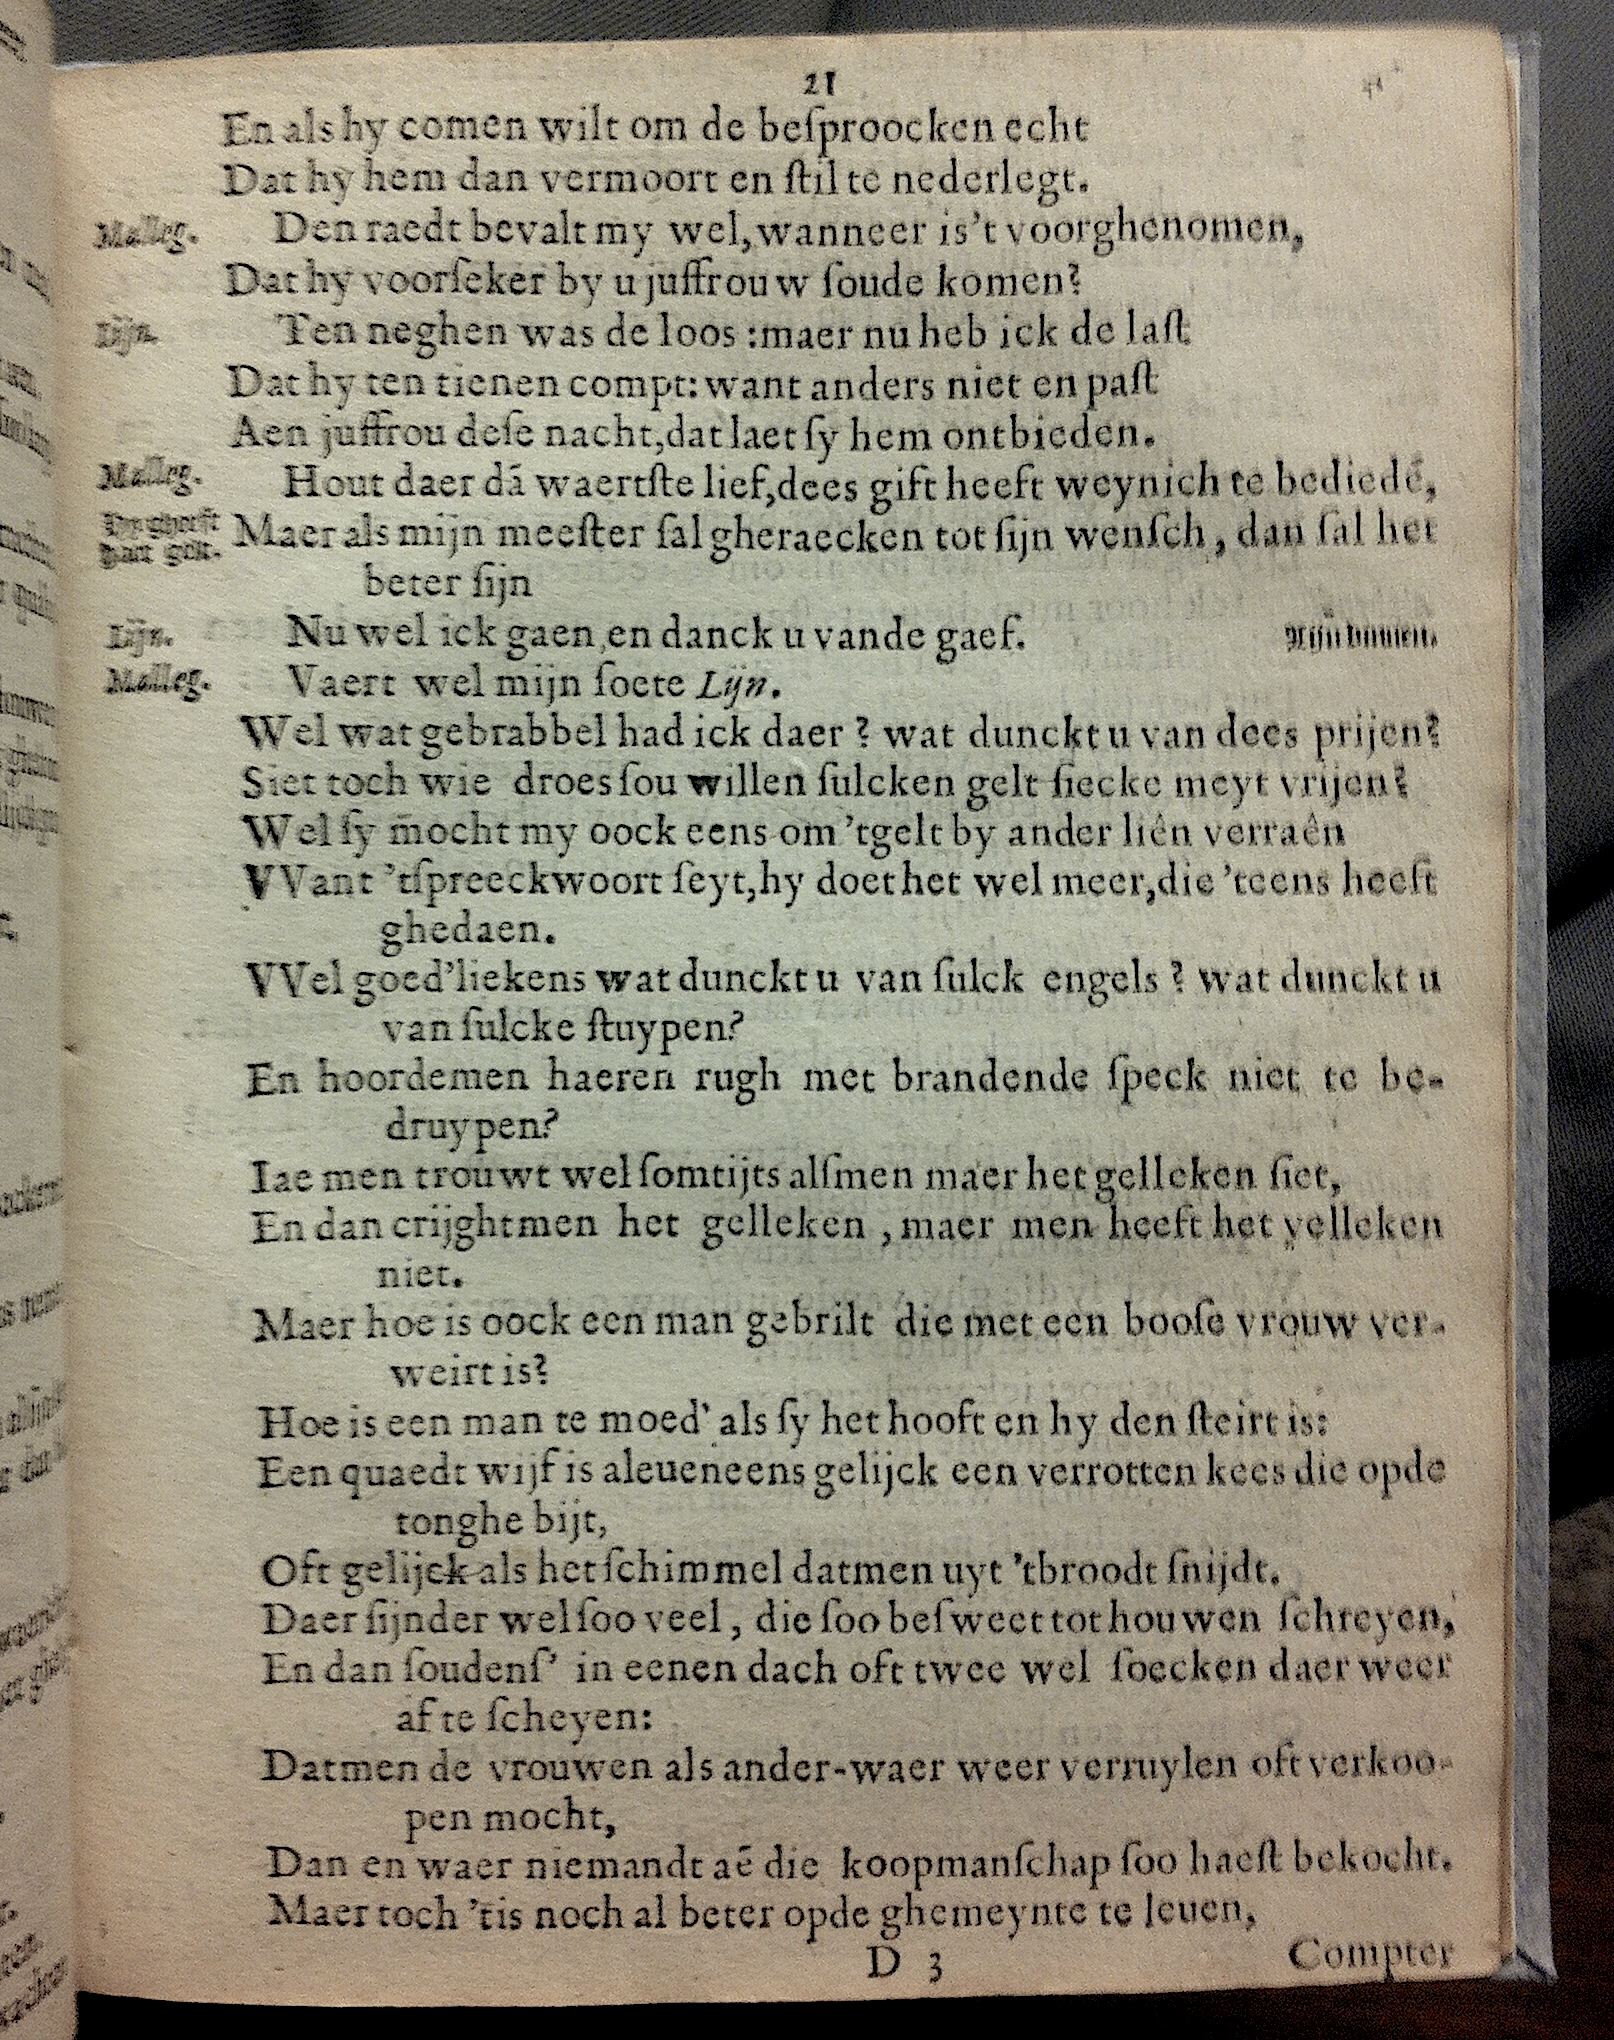 21
En als hy comen wilt om de beſproocken echt
Dat hy hem dan vermoort en ſtil te nederlegt.
Malleg. Den raedt bevalt my wel, wanneer is't voorghenomen,
Dat hy voorſeker by u juffrouw ſoude komen?
Lijn. Ten neghen was de loos : maer nu heb ick de laſt
Dat hy ten tienen compt: want anders niet en paſt
Aen juffrou deſe nacht, dat laet ſy hem ontbieden.
Malleg. Hout daer dā waertſte lief, dees gift heeft weynich te bediedē,
Hy gheeft Maer als mijn meeſter ſal gheraecken tot ſijn wenſch, dan ſal het
haer gelt.
beter ſijn
Lijn. Nu wel ick gaen, en danck u vande gaef. Lijn binnen.
Malleg. Vaert wel mijn ſoete Lijn.
Wel wat gebrabbel had ick daer ? wat dunckt u van dees prijen?
Siet toch wie droes ſou willen ſulcken gelt ſiecke meyt vrijen?
Wel ſy mocht my oock eens om 'tgelt by ander liên verraên
VVant 'tſpreeckwoort ſeyt, hy doet het wel meer, die 'teens heeft
ghedaen.
VVel goed'liekens wat dunckt u van ſulck engels ? wat dunckt u
van ſulcke ſtuypen?
En hoordemen haeren rugh met brandende ſpeck niet te be-
druypen?
Iae men trouwt wel ſomtijts alſmen maer het gelleken ſiet,
En dan crijghtmen het gelleken , maer men heeft het velleken
niet.
Maer hoe is oock een man gebrilt die met een booſe vrouw ver-
weirt is?
Hoe is een man te moed' als ſy het hooft en hy den ſteirt is:
Een quaedt wijf is aleueneens gelijck een verrotten kees die opde
tonghe bijt,
Oft gelijck als het ſchimmel datmen uyt 'tbroodt ſnijdt.
Daer ſijnder wel ſoo veel, die ſoo beſweet tot houwen ſchreyen,
En dan ſoudenſ' in eenen dach oft twee wel ſoecken daer weer
af te ſcheyen:
Datmen de vrouwen als ander-waer weer verruylen oft verkoo-
pen mocht,
Dan en waer niemandt aē die koopmanſchap ſoo haeſt bekocht.
Maer toch 'tis noch al beter opde ghemeynte te leuen,
D 3 Compter